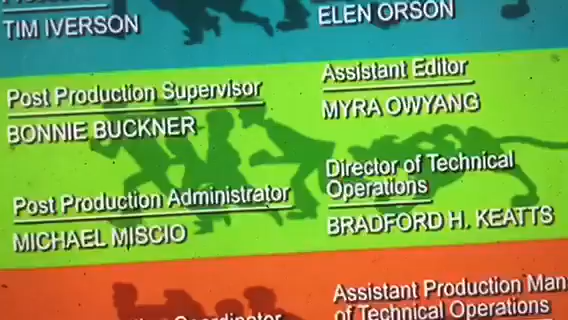 TIM IVERSON
ELEN ORSON
Post Production Supervisor
BONNIE BUCKNER
Assistant Editor
MYRA OWYANG
Post Production Administrator
MICHAEL MISCIO
Director of Technical
Operations
BRADFORD H. KEATTS
Coordinator
Assistant Production Man
of Technical Operations